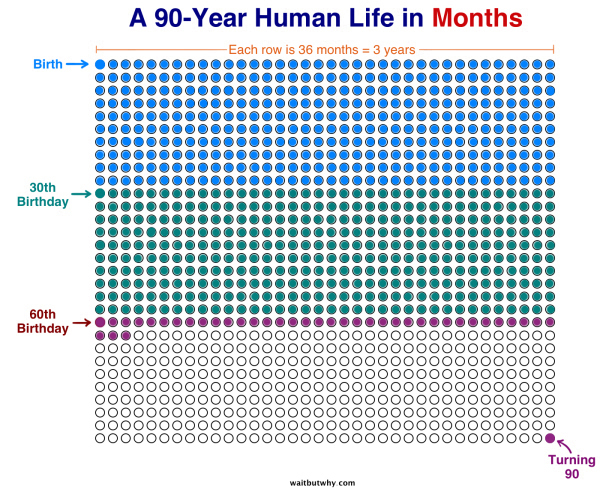 A 90-Year Human Life in Months
Each row is 36 months = 3 years
Birth
30th
Birthday
60th
Birthday
Turning
90
waitbutwhy.com